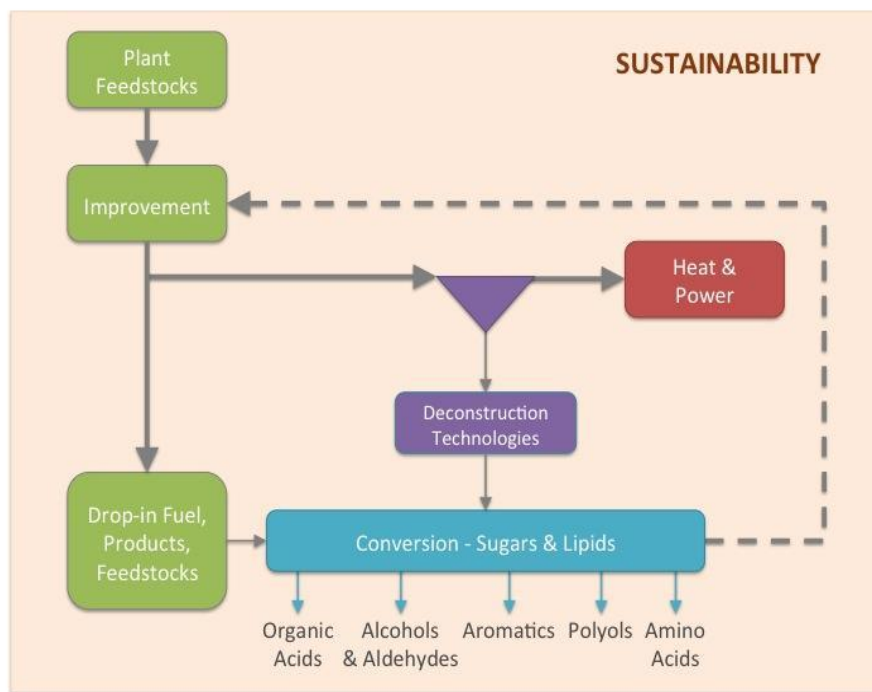 Plant
Feedstocks
SUSTAINABILITY
Improvement
Heat &
Power
Deconstruction
Technologies
Drop-in Fuel,
Products,
Feedstocks
Conversion - Sugars & Lipids
Organic
Acids
Alcohols
& Aldehydes
Aromatics
Polyols
Amino
Acids